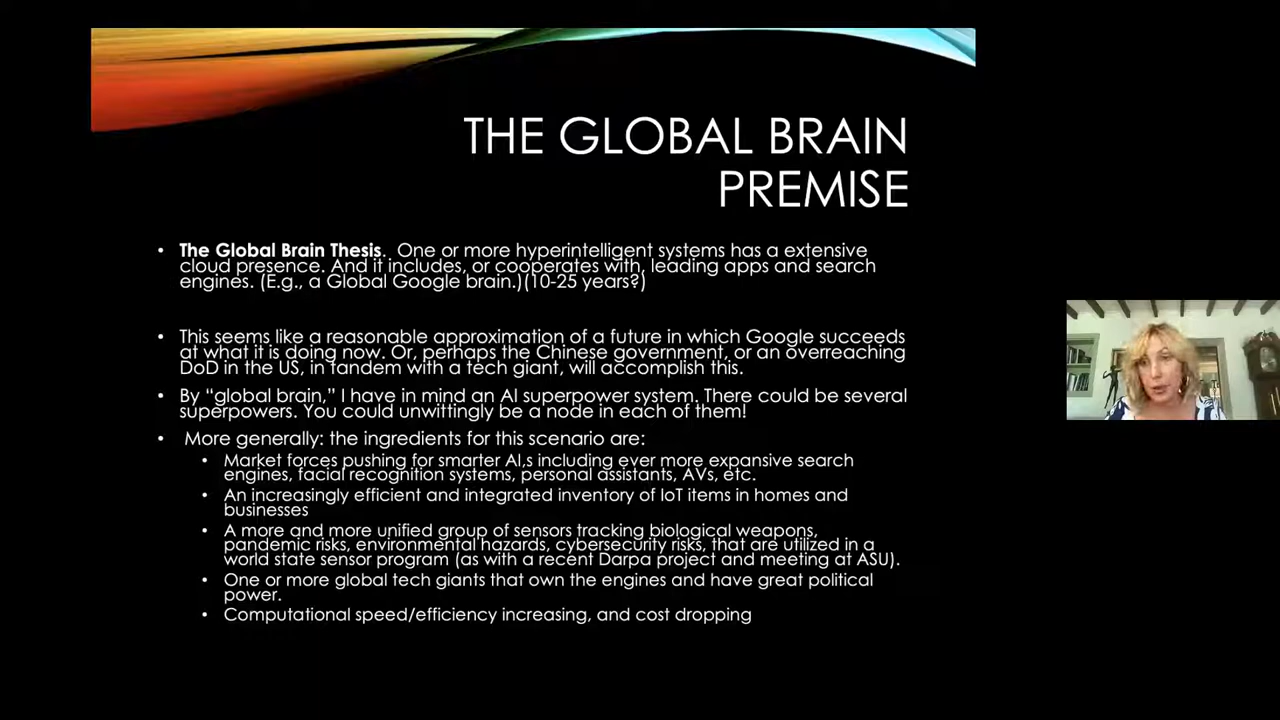 THE GLOBAL BRAIN
PREMISE
• The Global Brain Thesis. One or more hyperintelligent systems has a extensive
cloud presence. And it includes, or cooperates with, leading apps and search
engines. (E.g., a Global Google brain.)(10-25 years?)
• This seems like a reasonable approximation of a future in which Google succeeds
at what it is doing now. Or, perhaps the Chinese government, or an overreaching
DoD in the US, in tandem with a tech giant, will accomplish this.
• By “global brain,” I have in mind an AI superpower system. There could be several
superpowers. You could unwittingly be a node in each of them!
• More generally: the ingredients for this scenario are:
• Market forces pushing for smarter AI,s including ever more expansive search
engines, facial recognition systems, personal assistants, AVs, etc.
• An increasingly efficient and integrated inventory of IoT items in homes and
businesses
• A more and more unified group of sensors tracking biological weapons,
pandemic risks, environmental hazards, cybersecurity risks, that are utilized in a
world state sensor program (as with a recent Darpa project and meeting at ASU).
• One or more global tech giants that own the engines and have great political
power.
• Computational speed/efficiency increasing, and cost dropping